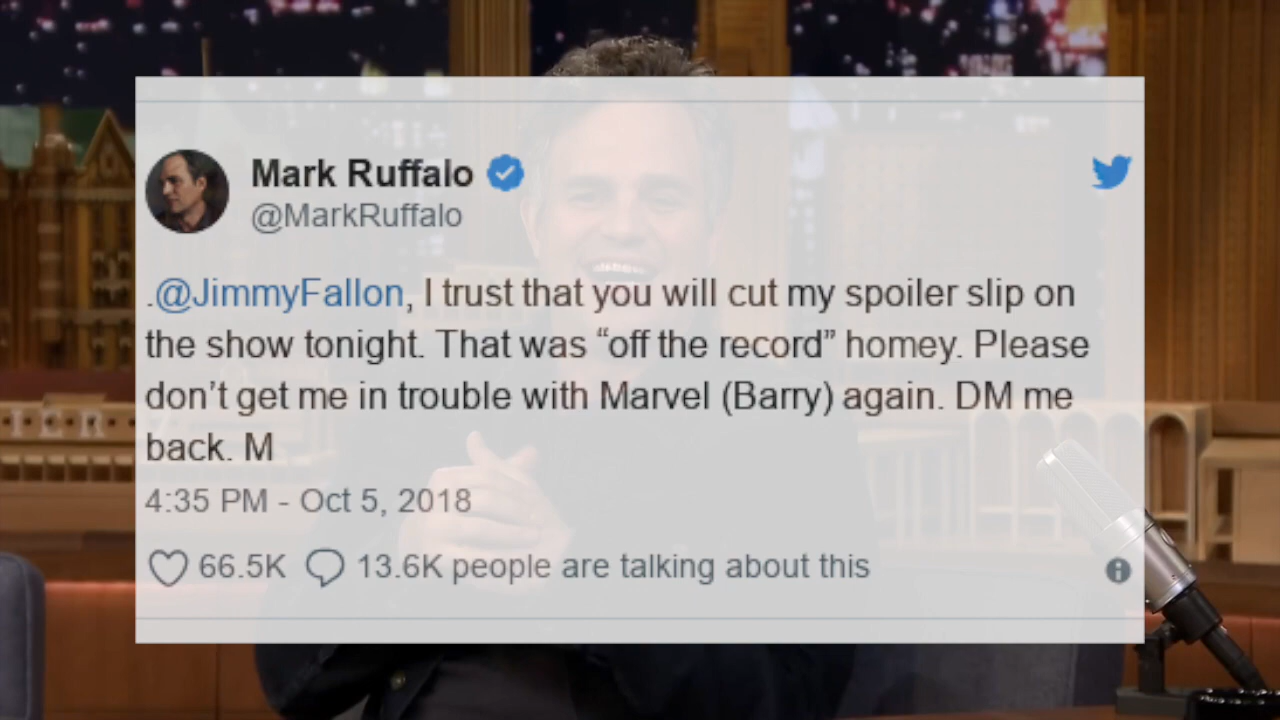 Mark Ruffalo
@MarkRuffalo
.@JimmyFallon, I trust that you will cut my spoiler slip on
the show tonight. That was “off the record” homey. Please
don’t get me in trouble with Marvel (Barry) again. DM me
back. M
4:35 PM - Oct 5, 2018
66.5K 13.6K people are talking about this